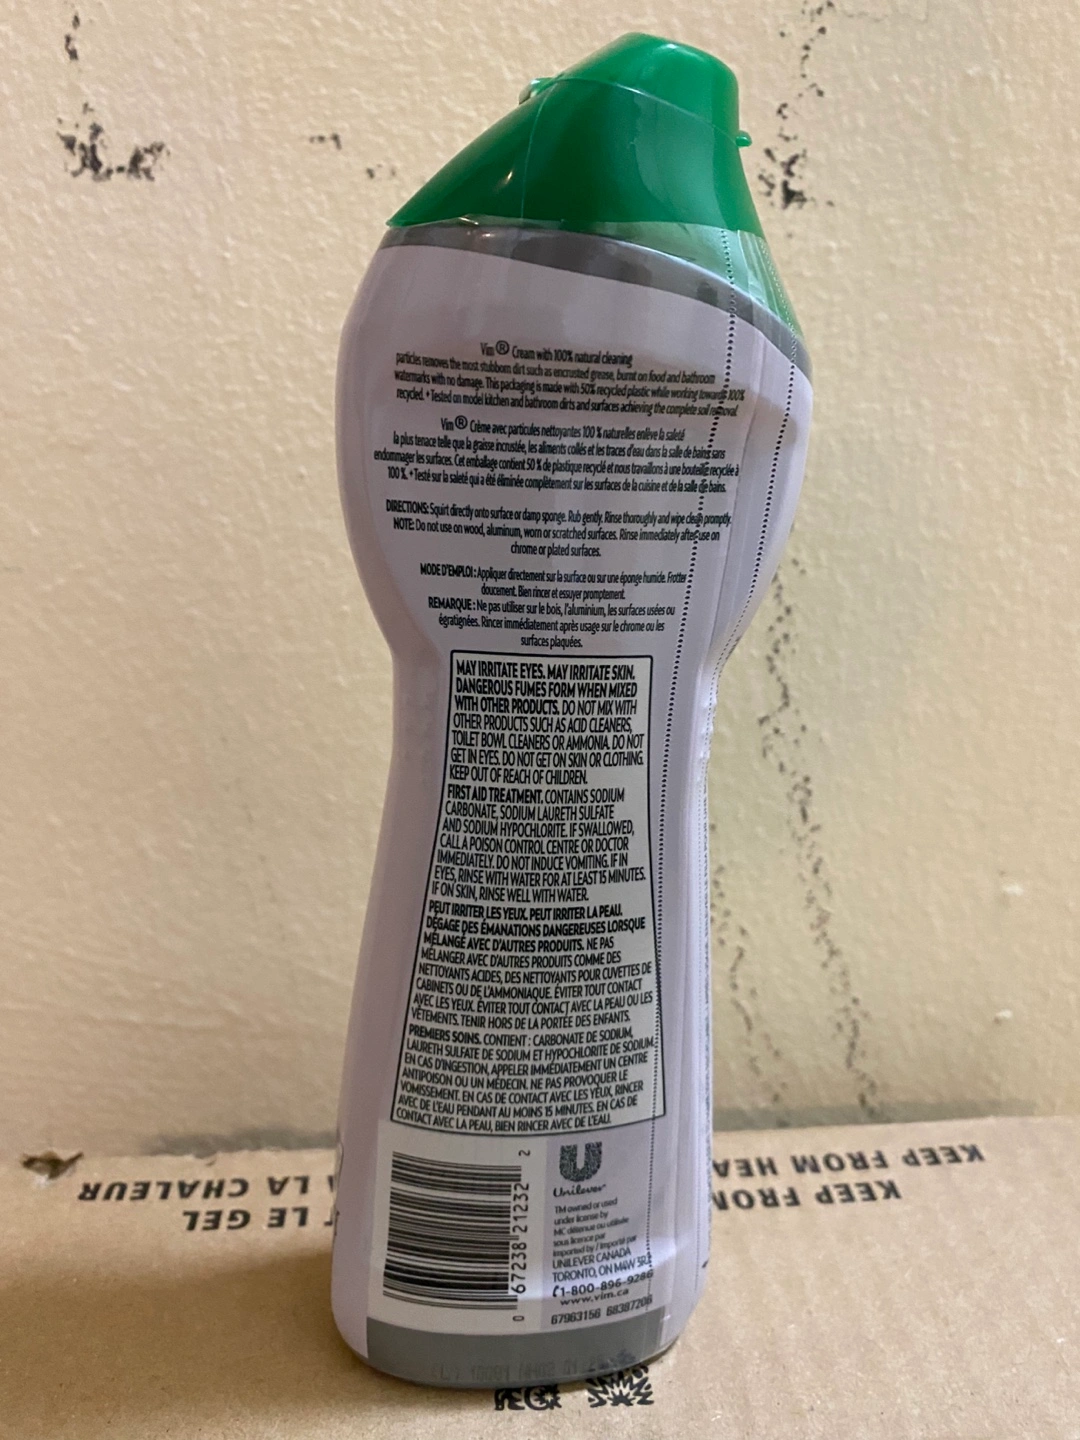 Vim® Cream with 100% natural cleaning
particles removes the most stubborn dirt such as encrusted grease, burnt on food and bathroom
watermarks with no damage. This packaging is made with 50% recycled plastic while working towards 100%
recycled. *Tested on model kitchen and bathroom dirts and surfaces achieving the complete soil removal
Vim® Crème avec particules nettoyantes 100 % naturelles enlève la saleté
la plus tenace telle que la graisse incrustée, les aliments collés et les traces d'eau dans la salle de bains sans
endommager les surfaces. Cet emballage contient 50 % de plastique recyclé et nous travaillons à une bouteille recyclée à
100 %. *Testé sur la saleté qui a été éliminée complètement sur les surfaces de la cuisine et de la salle de bains.
DIRECTIONS: Squirt directly onto surface or damp sponge. Rub gently. Rinse thoroughly and wipe clean promptly.
NOTE: Do not use on wood, aluminum, worn or scratched surfaces. Rinse immediately after use on
chrome or plated surfaces.
MODE D'EMPLOI : Appliquer directement sur la surface ou sur une éponge humide. Frotter
doucement. Bien rincer et essuyer promptement.
REMARQUE : Ne pas utiliser sur le bois, l'aluminium, les surfaces usées ou
égratignées. Rincer immédiatement après usage sur le chrome ou les
surfaces plaquées.
MAY IRRITATE EYES. MAY IRRITATE SKIN.
DANGEROUS FUMES FORM WHEN MIXED
WITH OTHER PRODUCTS. DO NOT MIX WITH
OTHER PRODUCTS SUCH AS ACID CLEANERS,
TOILET BOWL CLEANERS OR AMMONIA. DO NOT
GET IN EYES. DO NOT GET ON SKIN OR CLOTHING.
KEEP OUT OF REACH OF CHILDREN.
FIRST AID TREATMENT. CONTAINS SODIUM
CARBONATE, SODIUM LAURETH SULFATE
AND SODIUM HYPOCHLORITE. IF SWALLOWED,
CALL A POISON CONTROL CENTRE OR DOCTOR
IMMEDIATELY. DO NOT INDUCE VOMITING. IF IN
EYES, RINSE WITH WATER FOR AT LEAST 15 MINUTES.
IF ON SKIN, RINSE WELL WITH WATER.
PEUT IRRITER LES YEUX. PEUT IRRITER LA PEAU.
DÉGAGE DES ÉMANATIONS DANGEREUSES LORSQUE
MÉLANGÉ AVEC D'AUTRES PRODUITS. NE PAS
MÉLANGER AVEC D'AUTRES PRODUITS COMME DES
NETTOYANTS ACIDES, DES NETTOYANTS POUR CUVETTES DE
CABINETS OU DE L'AMMONIAQUE. ÉVITER TOUT CONTACT
AVEC LES YEUX. ÉVITER TOUT CONTACT AVEC LA PEAU OU LES
VÊTEMENTS. TENIR HORS DE LA PORTÉE DES ENFANTS.
PREMIERS SOINS. CONTIENT : CARBONATE DE SODIUM,
LAURETH SULFATE DE SODIUM ET HYPOCHLORITE DE SODIUM.
EN CAS D'INGESTION, APPELER IMMÉDIATEMENT UN CENTRE
ANTIPOISON OU UN MÉDECIN. NE PAS PROVOQUER LE
VOMISSEMENT. EN CAS DE CONTACT AVEC LES YEUX, RINCER
AVEC DE L'EAU PENDANT AU MOINS 15 MINUTES. EN CAS DE
CONTACT AVEC LA PEAU, BIEN RINCER AVEC DE L'EAU.
0 67238 21232 2
Unilever
TM owned or used
under license by
MC détenue ou utilisée
sous licence par
Imported by / Importé par
UNILEVER CANADA
TORONTO, ON M4W 3R2
1-800-896-9286
www.vim.ca
67963156 68387206
KEEP FROM HEA
KEEP FROM
LA CHALEUR
LE GEL